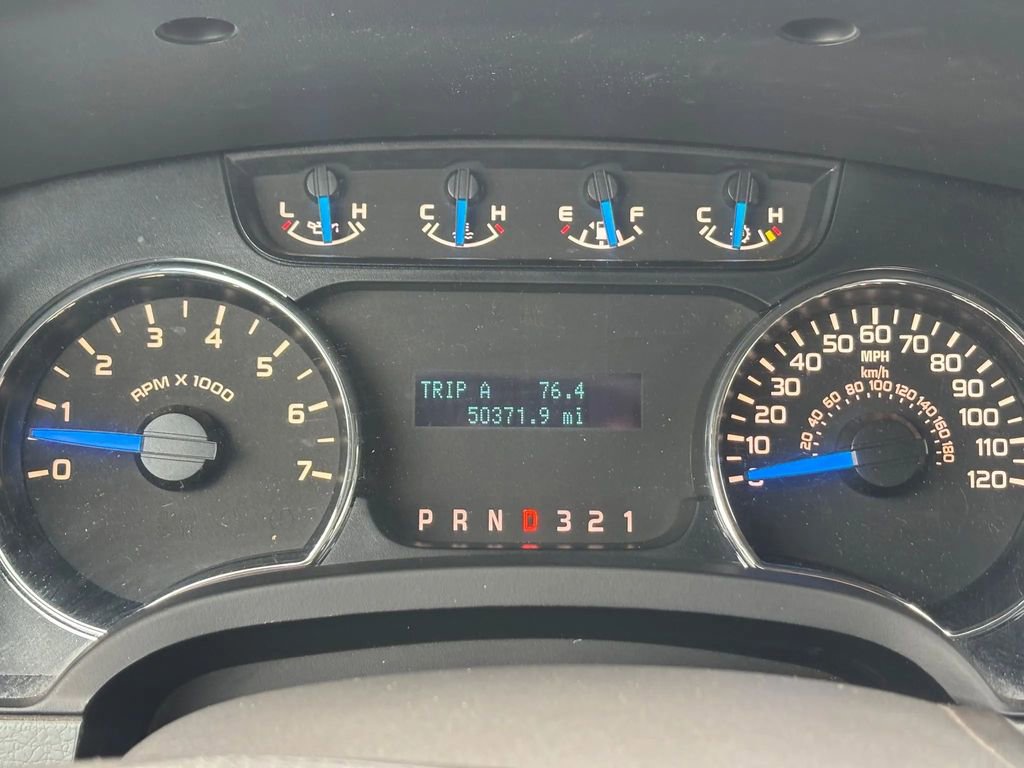 L H
C H
E F
C H
0 1 2 3 4 5 6 7
RPM X 1000
TRIP A 76.4
50371.9 mi
P R N D 3 2 1
10 20 30 40 50 60 70 80 90 100 110 120
MPH
km/h
20 40 60 80 100 120 140 160 180